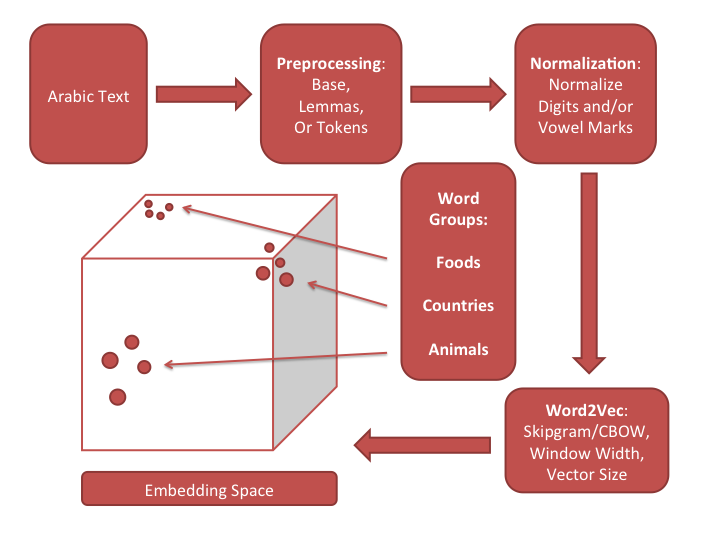 Arabic Text
Preprocessing:
Base,
Lemmas,
Or Tokens
Normalization:
Normalize
Digits and/or
Vowel Marks
Word
Groups:
Foods
Countries
Animals
Word2Vec:
Skipgram/CBOW,
Window Width,
Vector Size
Embedding Space